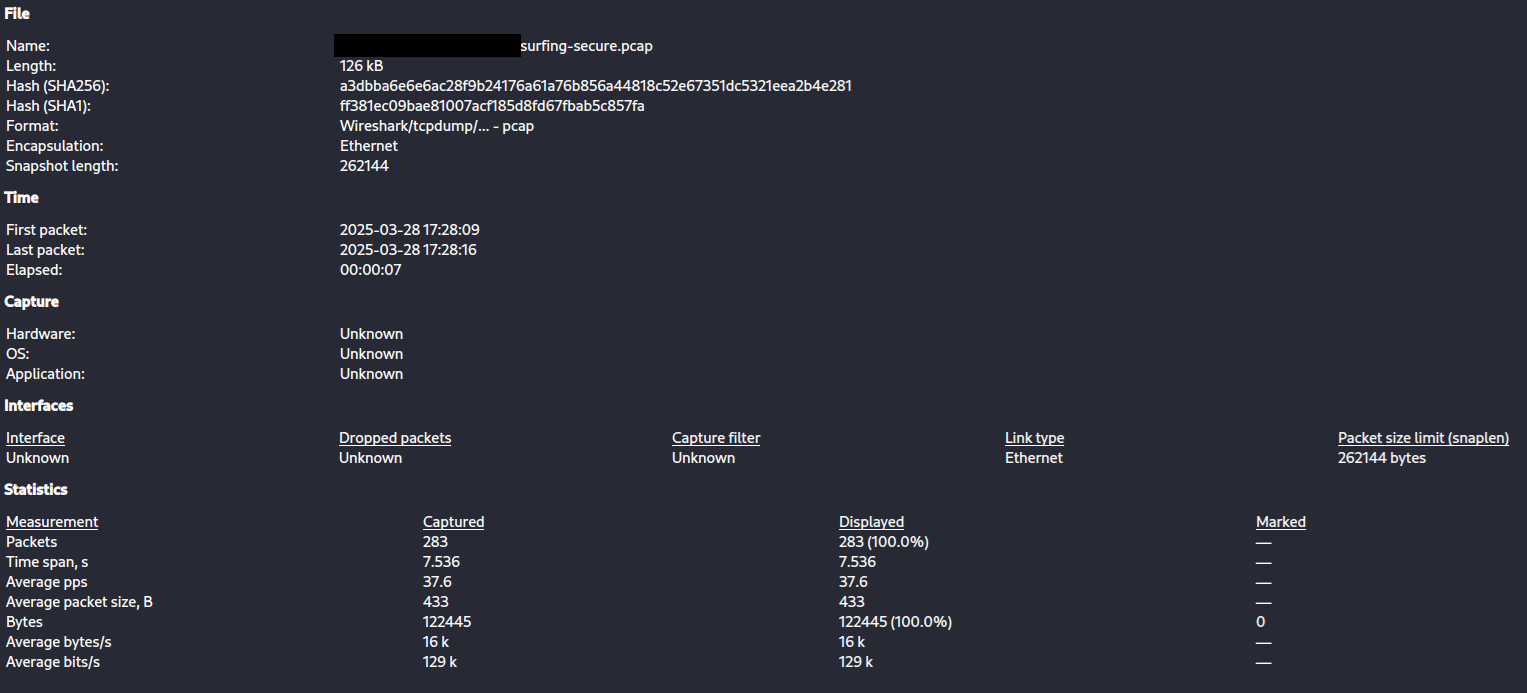 File
Name: surfing-secure.pcap
Length: 126 kB
Hash (SHA256): a3dbba6e6e6ac28f9b24176a61a76b856a44818c52e67351dc5321eea2b4e281
Hash (SHA1): ff381ec09bae81007acf185d8fd67fbab5c857fa
Format: Wireshark/tcpdump/... - pcap
Encapsulation: Ethernet
Snapshot length: 262144
Time
First packet: 2025-03-28 17:28:09
Last packet: 2025-03-28 17:28:16
Elapsed: 00:00:07
Capture
Hardware: Unknown
OS: Unknown
Application: Unknown
Interfaces
Interface Dropped packets Capture filter Link type Packet size limit (snaplen)
Unknown Unknown Unknown Ethernet 262144 bytes
Statistics
Measurement Captured Displayed Marked
Packets 283 283 (100.0%) —
Time span, s 7.536 7.536 —
Average pps 37.6 37.6 —
Average packet size, B 433 433 —
Bytes 122445 122445 (100.0%) 0
Average bytes/s 16 k 16 k —
Average bits/s 129 k 129 k —